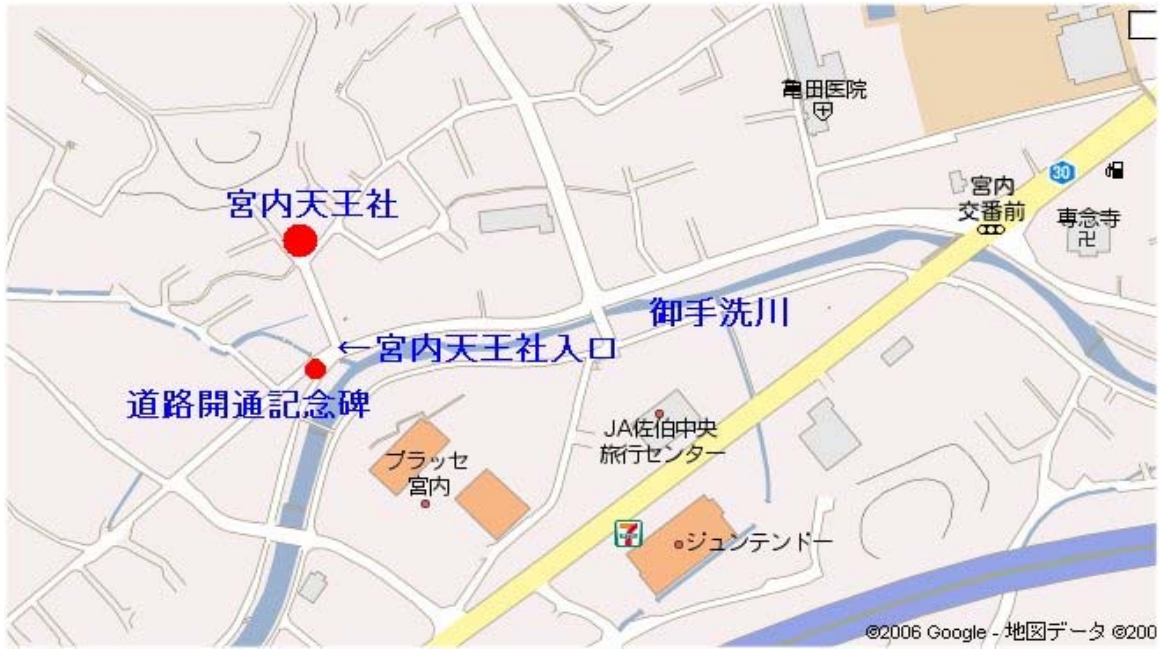 亀田医院
30
宮内
交番前
専念寺
卍
宮内天王社
御手洗川
←宮内天王社入口
道路開通記念碑
JA佐伯中央
旅行センター
プラッセ
宮内
7
ジュンテンドー
©2006 Google - 地図データ ©200